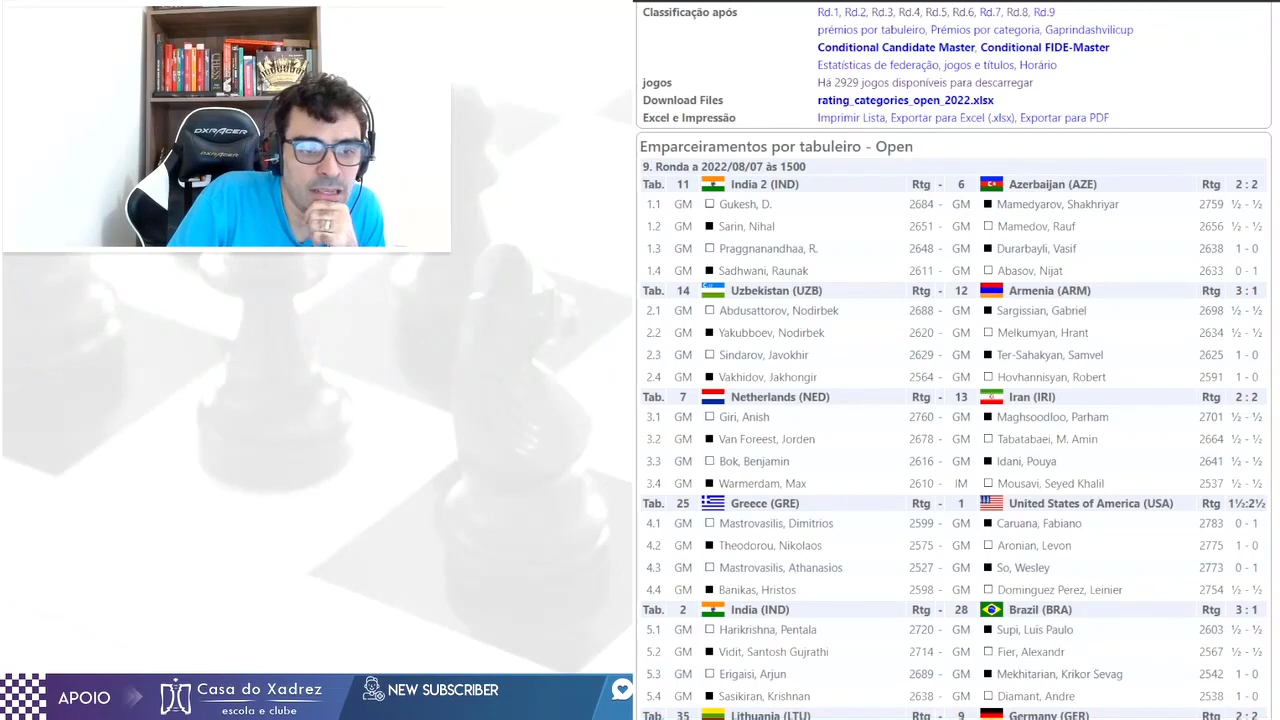 DXRACER
DXRACER
CHESS
APOIO
Casa do Xadrez
escola e clube
NEW SUBSCRIBER
Classificação após Rd.1, Rd.2, Rd.3, Rd.4, Rd.5, Rd.6, Rd.7, Rd.8, Rd.9
prémios por tabuleiro, Prémios por categoria, Gaprindashvilicup
Conditional Candidate Master, Conditional FIDE-Master
Estatísticas de federação, jogos e títulos, Horário
jogos Há 2929 jogos disponíveis para descarregar
Download Files rating_categories_open_2022.xlsx
Excel e Impressão Imprimir Lista, Exportar para Excel (.xlsx), Exportar para PDF
Emparceiramentos por tabuleiro - Open
9. Ronda a 2022/08/07 às 1500
Tab. 11 India 2 (IND) Rtg - 6 Azerbaijan (AZE) Rtg 2 : 2
1.1 GM Gukesh, D. 2684 - GM Mamedyarov, Shakhriyar 2759 ½ - ½
1.2 GM Sarin, Nihal 2651 - GM Mamedov, Rauf 2656 ½ - ½
1.3 GM Praggnanandhaa, R. 2648 - GM Durarbayli, Vasif 2638 1 - 0
1.4 GM Sadhwani, Raunak 2611 - GM Abasov, Nijat 2633 0 - 1
Tab. 14 Uzbekistan (UZB) Rtg - 12 Armenia (ARM) Rtg 3 : 1
2.1 GM Abdusattorov, Nodirbek 2688 - GM Sargissian, Gabriel 2698 ½ - ½
2.2 GM Yakubboev, Nodirbek 2620 - GM Melkumyan, Hrant 2634 ½ - ½
2.3 GM Sindarov, Javokhir 2629 - GM Ter-Sahakyan, Samvel 2625 1 - 0
2.4 GM Vakhidov, Jakhongir 2564 - GM Hovhannisyan, Robert 2591 1 - 0
Tab. 7 Netherlands (NED) Rtg - 13 Iran (IRI) Rtg 2 : 2
3.1 GM Giri, Anish 2760 - GM Maghsoodloo, Parham 2701 ½ - ½
3.2 GM Van Foreest, Jorden 2678 - GM Tabatabaei, M. Amin 2664 ½ - ½
3.3 GM Bok, Benjamin 2616 - GM Idani, Pouya 2641 ½ - ½
3.4 GM Warmerdam, Max 2610 - IM Mousavi, Seyed Khalil 2537 ½ - ½
Tab. 25 Greece (GRE) Rtg - 1 United States of America (USA) Rtg 1½:2½
4.1 GM Mastrovasilis, Dimitrios 2599 - GM Caruana, Fabiano 2783 0 - 1
4.2 GM Theodorou, Nikolaos 2575 - GM Aronian, Levon 2775 1 - 0
4.3 GM Mastrovasilis, Athanasios 2527 - GM So, Wesley 2773 0 - 1
4.4 GM Banikas, Hristos 2598 - GM Dominguez Perez, Leinier 2754 ½ - ½
Tab. 2 India (IND) Rtg - 28 Brazil (BRA) Rtg 3 : 1
5.1 GM Harikrishna, Pentala 2720 - GM Supi, Luis Paulo 2603 ½ - ½
5.2 GM Vidit, Santosh Gujrathi 2714 - GM Fier, Alexandr 2567 ½ - ½
5.3 GM Erigaisi, Arjun 2689 - GM Mekhitarian, Krikor Sevag 2542 1 - 0
5.4 GM Sasikiran, Krishnan 2638 - GM Diamant, Andre 2538 1 - 0
Tab. 35 Lithuania (LTU) Rtg - 9 Germany (GER) Rtg 2 : 2